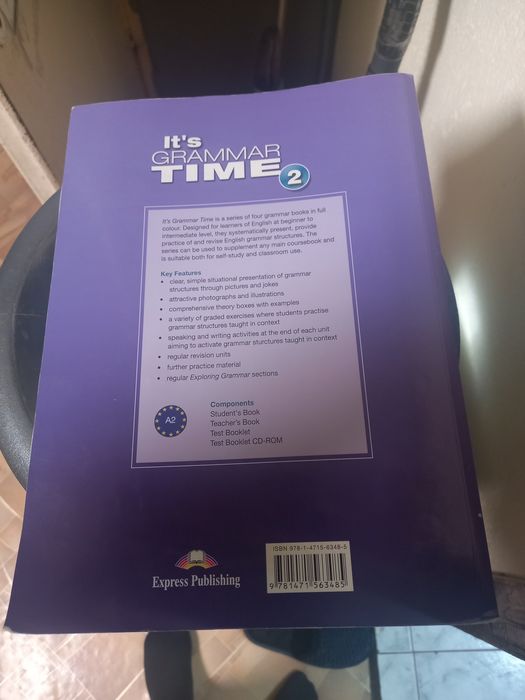 It's
GRAMMAR
TIME 2
It's Grammar Time is a series of four grammar books in full
colour. Designed for learners of English at beginner to
intermediate level, they systematically present, provide
practice of and revise English grammar structures. The
series can be used to supplement any main coursebook and
is suitable both for self-study and classroom use.
Key Features
• clear, simple situational presentation of grammar
structures through pictures and jokes
• attractive photographs and illustrations
• comprehensive theory boxes with examples
• a variety of graded exercises where students practise
grammar structures taught in context
• speaking and writing activities at the end of each unit
aiming to activate grammar sturctures taught in context
• regular revision units
• further practice material
• regular Exploring Grammar sections
A2
Components
Student's Book
Teacher's Book
Test Booklet
Test Booklet CD-ROM
Express Publishing
ISBN 978-1-4715-6348-5
9 781471 563485